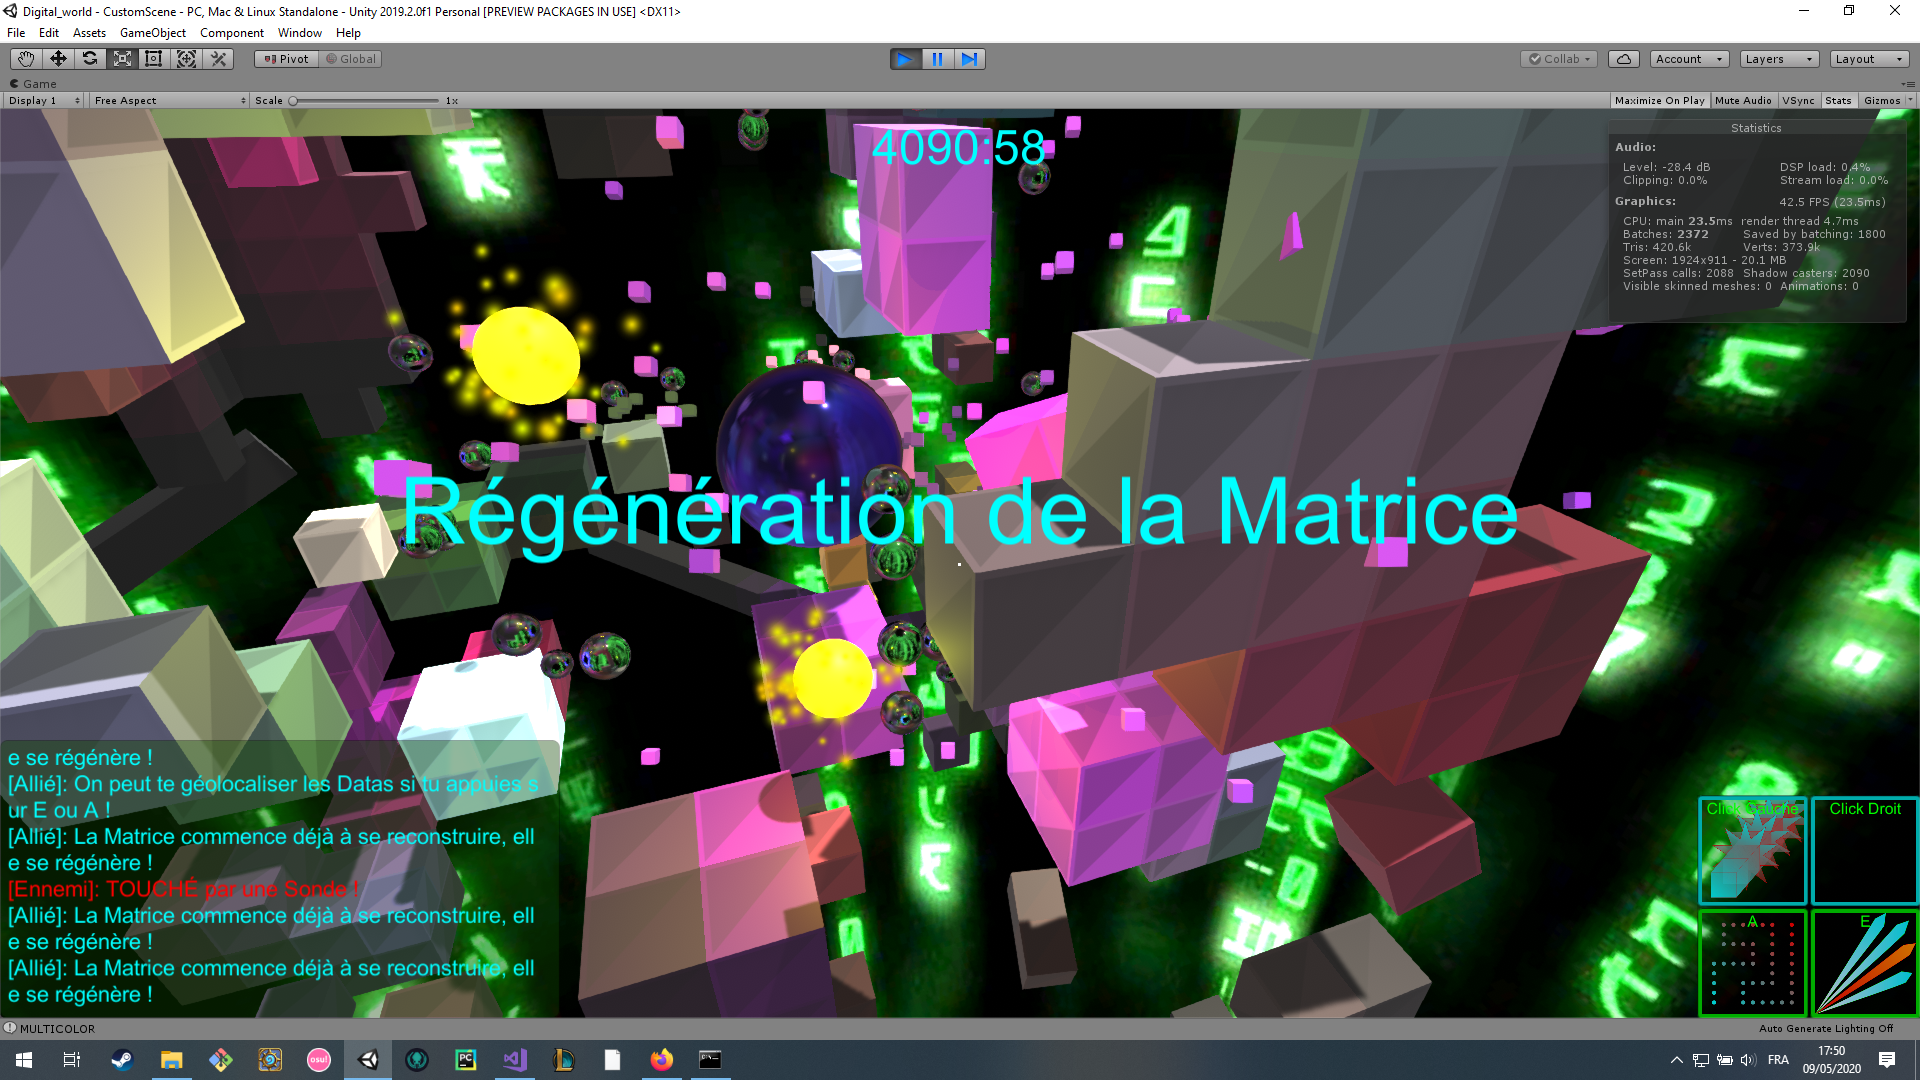 Digital_world - CustomScene - PC, Mac & Linux Standalone - Unity 2019.2.0f1 Personal [PREVIEW PACKAGES IN USE] <DX11>
File Edit Assets GameObject Component Window Help
Pivot Global Collab Account Layers Layout
Game
Display 1 Free Aspect Scale 1x Maximize On Play Mute Audio VSync Stats Gizmos
4090:58
Statistics
Audio:
Level: -28.4 dB DSP load: 0.4%
Clipping: 0.0% Stream load: 0.0%
Graphics: 42.5 FPS (23.5ms)
CPU: main 23.5ms render thread 4.7ms
Batches: 2372 Saved by batching: 1800
Tris: 420.6k Verts: 373.9k
Screen: 1924x911 - 20.1 MB
SetPass calls: 2088 Shadow casters: 2090
Visible skinned meshes: 0 Animations: 0
Régénération de la Matrice
e se régénère !
[Allié]: On peut te géolocaliser les Datas si tu appuies s
ur E ou A !
[Allié]: La Matrice commence déjà à se reconstruire, ell
e se régénère !
[Ennemi]: TOUCHÉ par une Sonde !
[Allié]: La Matrice commence déjà à se reconstruire, ell
e se régénère !
[Allié]: La Matrice commence déjà à se reconstruire, ell
e se régénère !
Click Gauche Click Droit
A E
MULTICOLOR Auto Generate Lighting Off
osu! PC FRA 17:50
09/05/2020